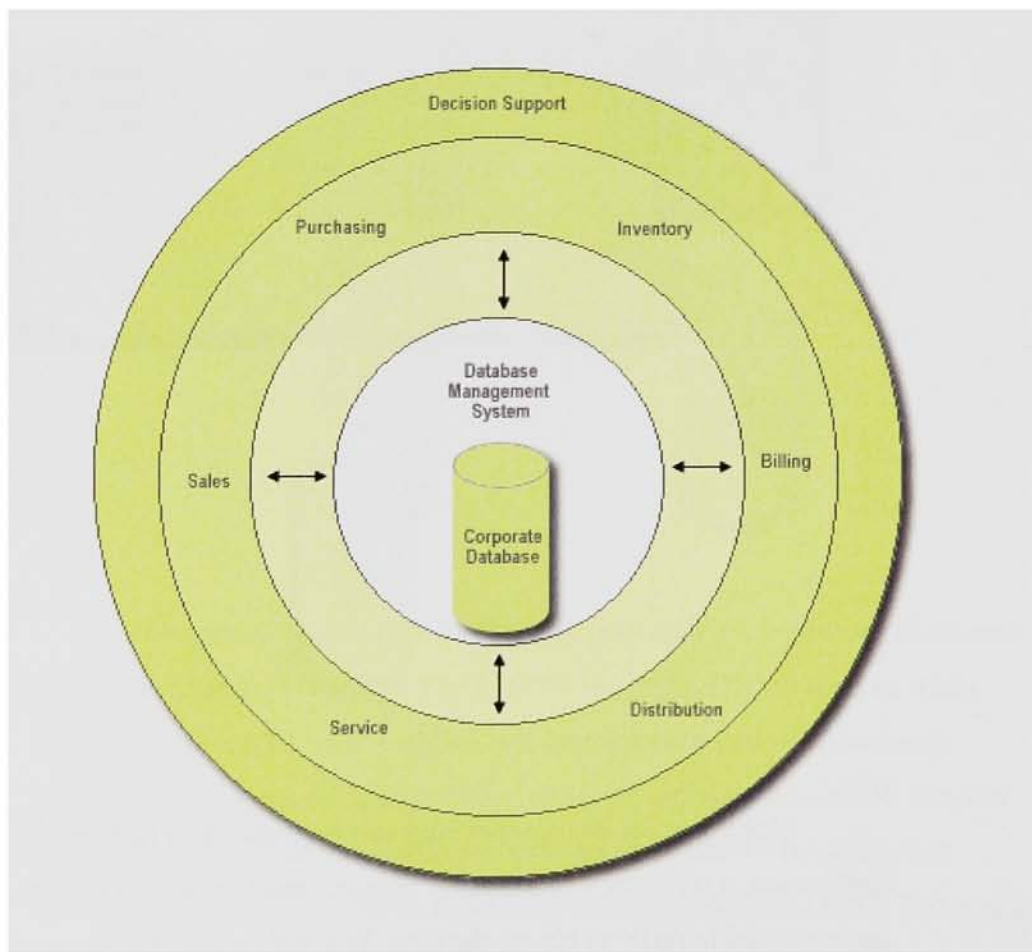 Decision Support
Purchasing
Inventory
Database
Management
System
Sales
Billing
Corporate
Database
Service
Distribution